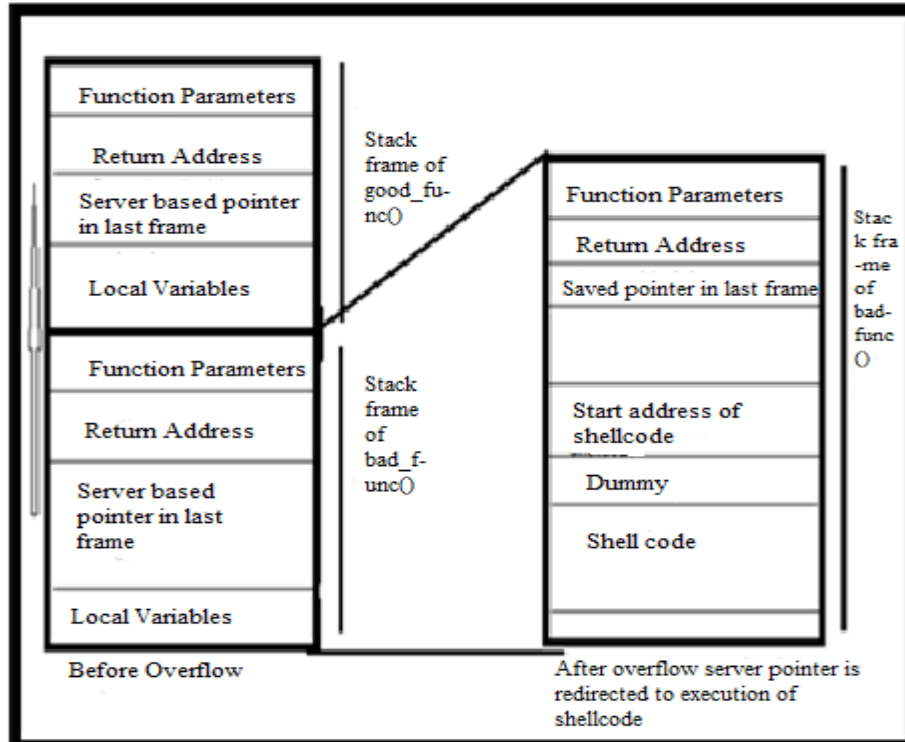 Function Parameters
Return Address
Server based pointer
in last frame
Local Variables
Stack
frame of
good_fu-
nc()
Function Parameters
Return Address
Server based
pointer in last
frame
Local Variables
Stack
frame
of
bad_f-
unc()
Before Overflow
Function Parameters
Return Address
Saved pointer in last frame
Start address of
shellcode
Dummy
Shell code
Stac
k fra
-me
of
bad-
func
()
After overflow server pointer is
redirected to execution of
shellcode